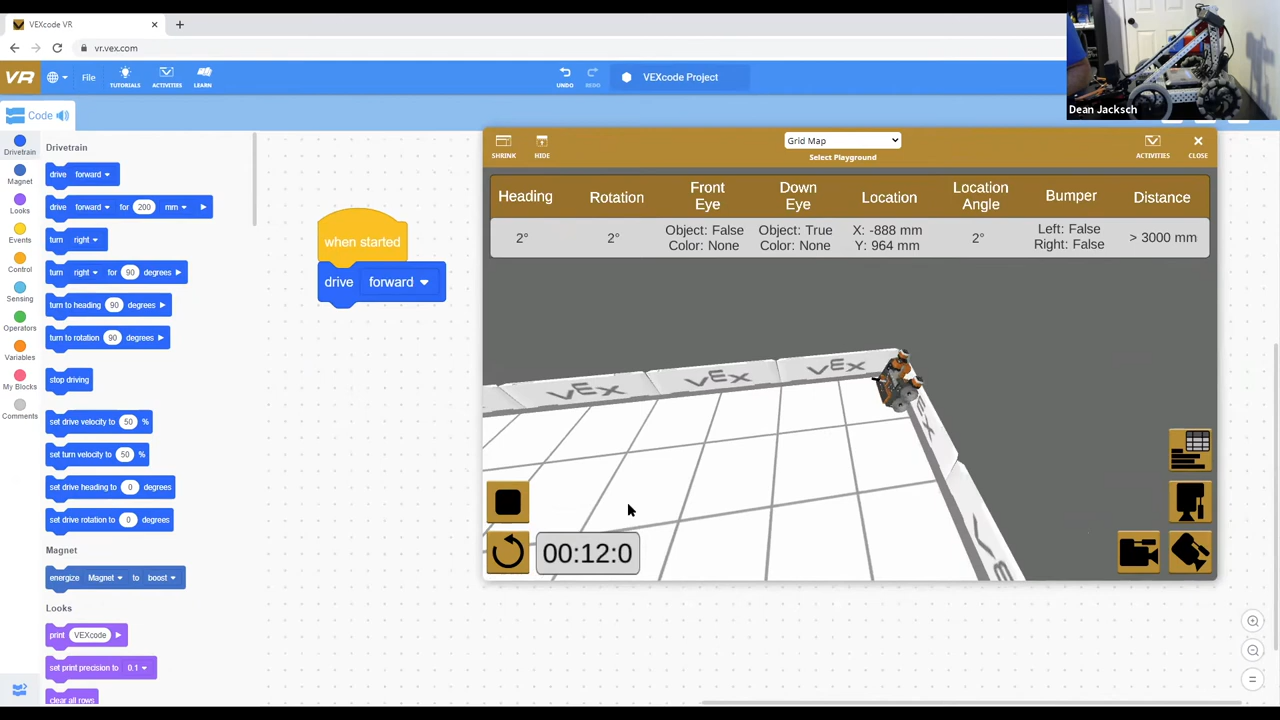 VEXcode VR
vr.vex.com
Dean Jacksch
VR
File
TUTORIALS
ACTIVITIES
LEARN
UNDO
REDO
VEXcode Project
Code
Drivetrain
Magnet
Looks
Events
Control
Sensing
Operators
Variables
My Blocks
Comments
Drivetrain
drive forward
drive forward for 200 mm
turn right
turn right for 90 degrees
turn to heading 90 degrees
turn to rotation 90 degrees
stop driving
set drive velocity to 50 %
set turn velocity to 50 %
set drive heading to 0 degrees
set drive rotation to 0 degrees
Magnet
energize Magnet to boost
Looks
print VEXcode
set print precision to 0.1
clear all rows
when started
drive forward
SHRINK
HIDE
Grid Map
Select Playground
ACTIVITIES
CLOSE
Heading Rotation Front Eye Down Eye Location Location Angle Bumper Distance
2° 2° Object: False Object: True X: -888 mm 2° Left: False > 3000 mm
Color: None Color: None Y: 964 mm Right: False
VEX VEX VEX
VEX
VEX
00:12:0